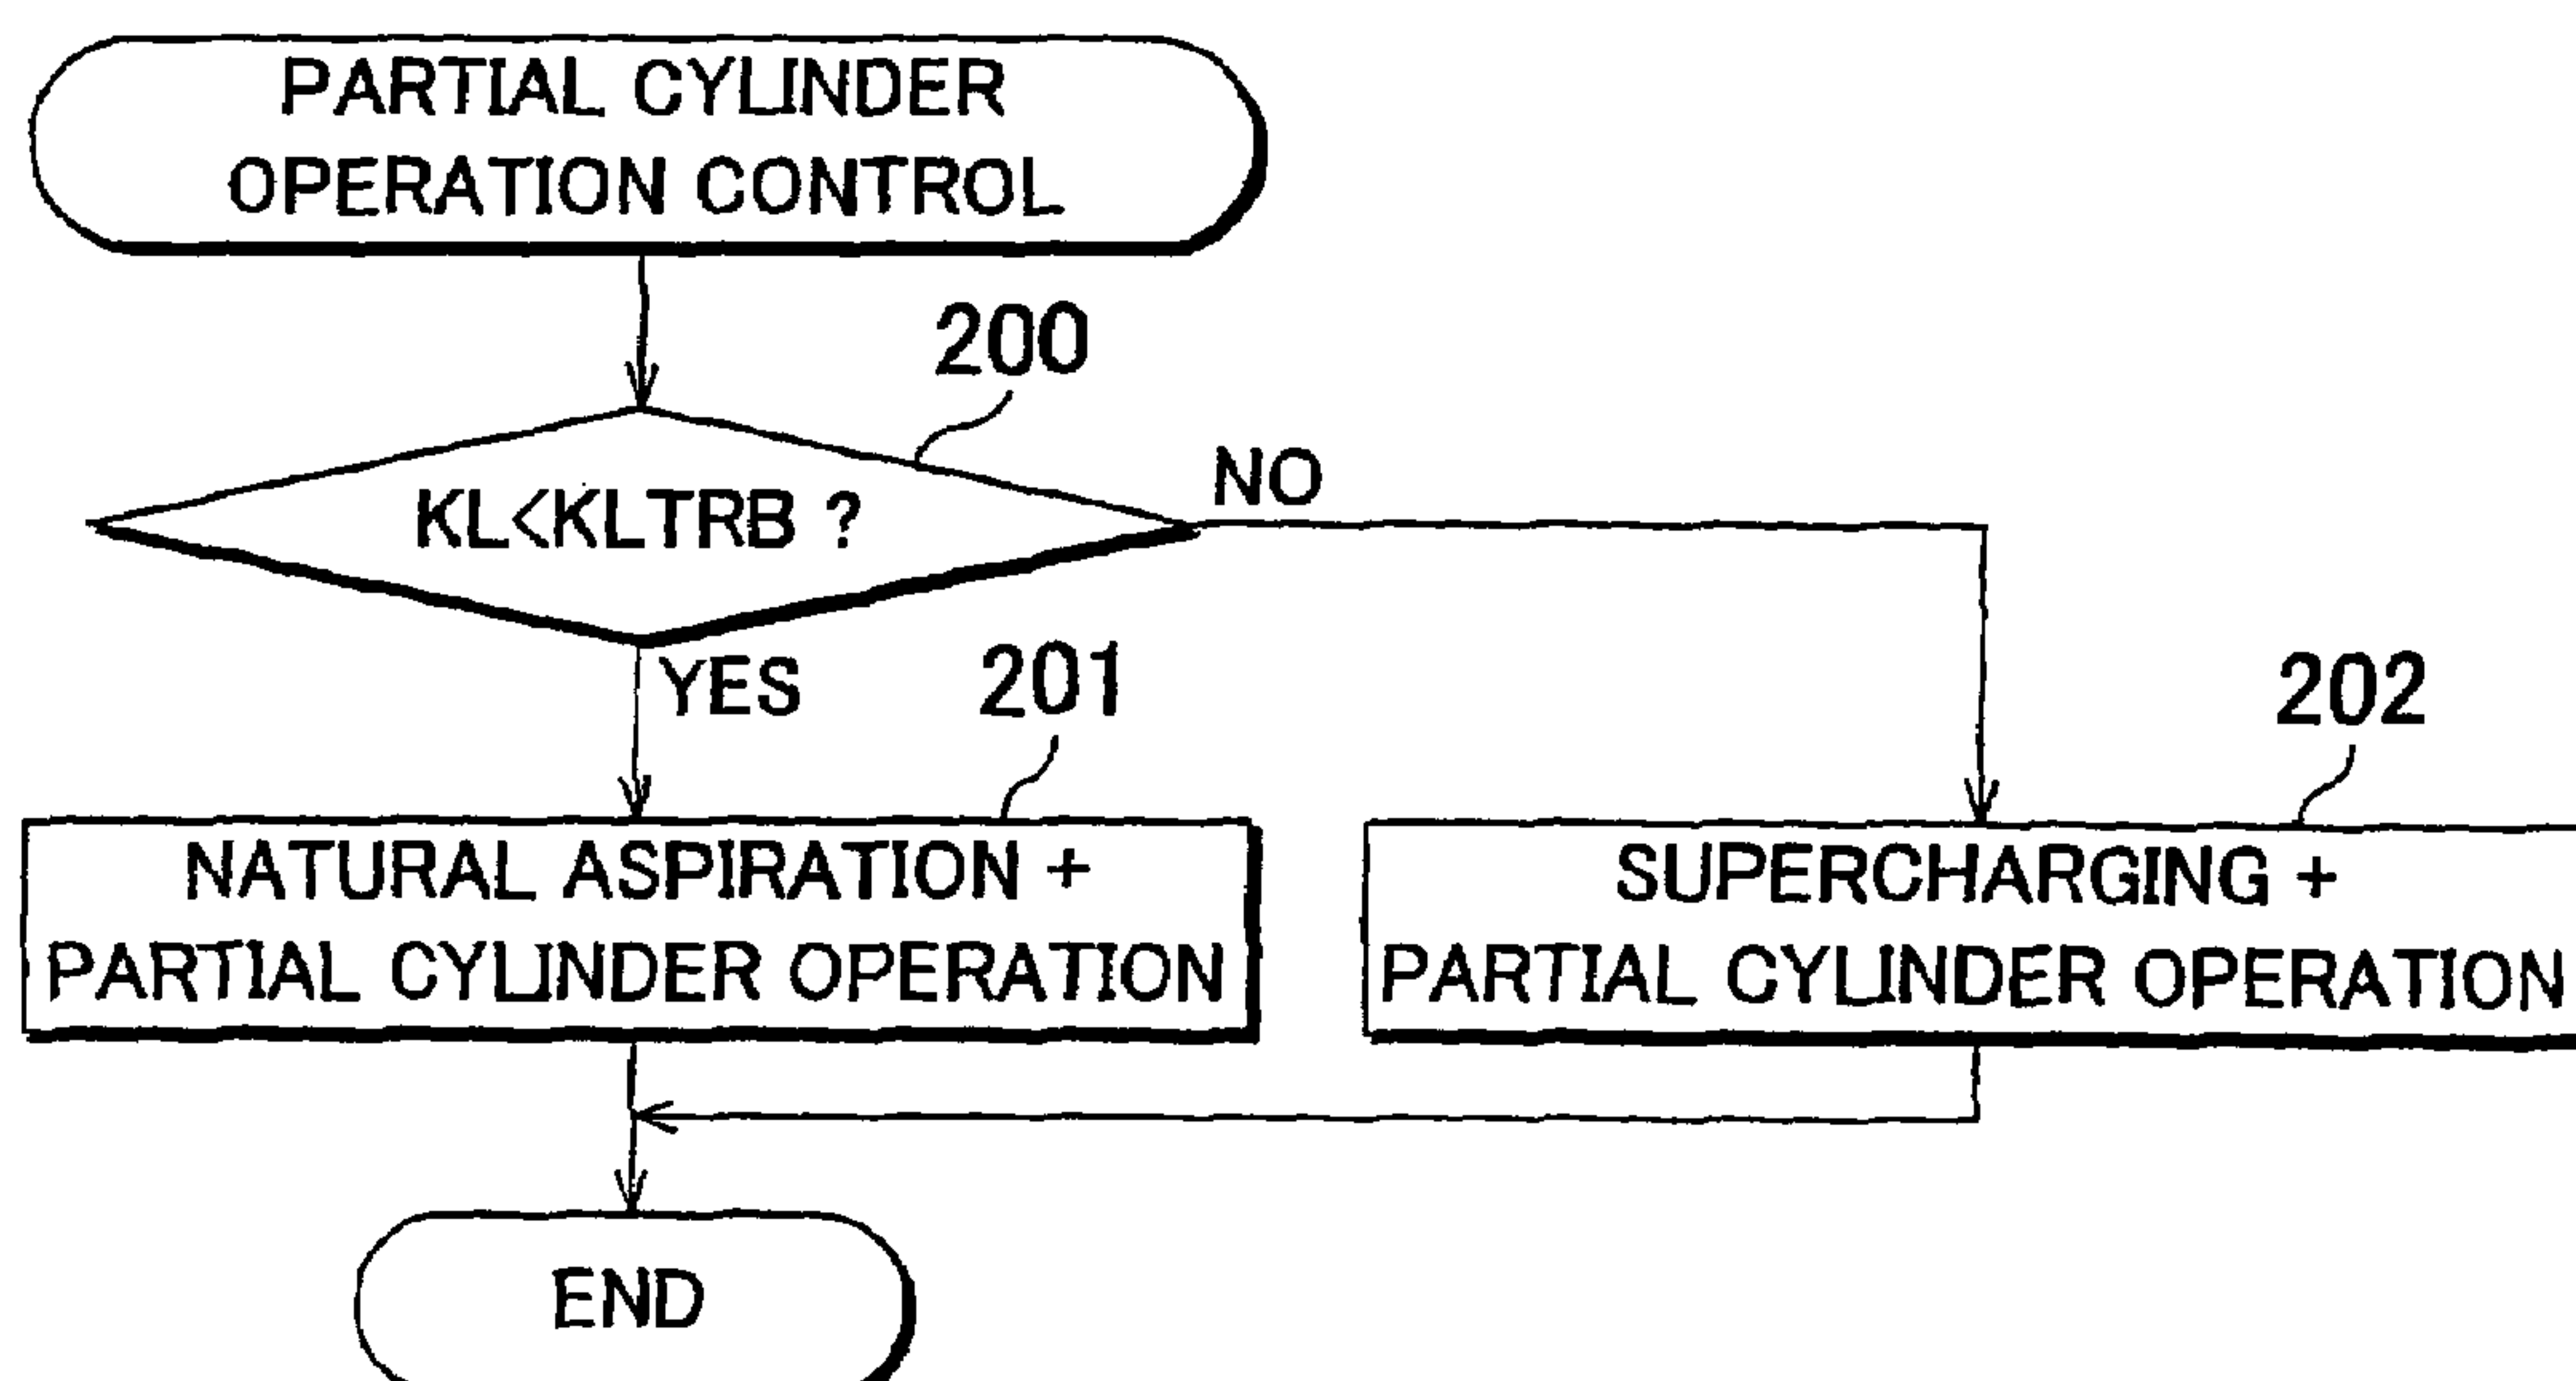 PARTIAL CYLINDER
OPERATION CONTROL
200
KL<KLTRB ?
NO
YES
201
202
NATURAL ASPIRATION +
PARTIAL CYLINDER OPERATION
SUPERCHARGING +
PARTIAL CYLINDER OPERATION
END